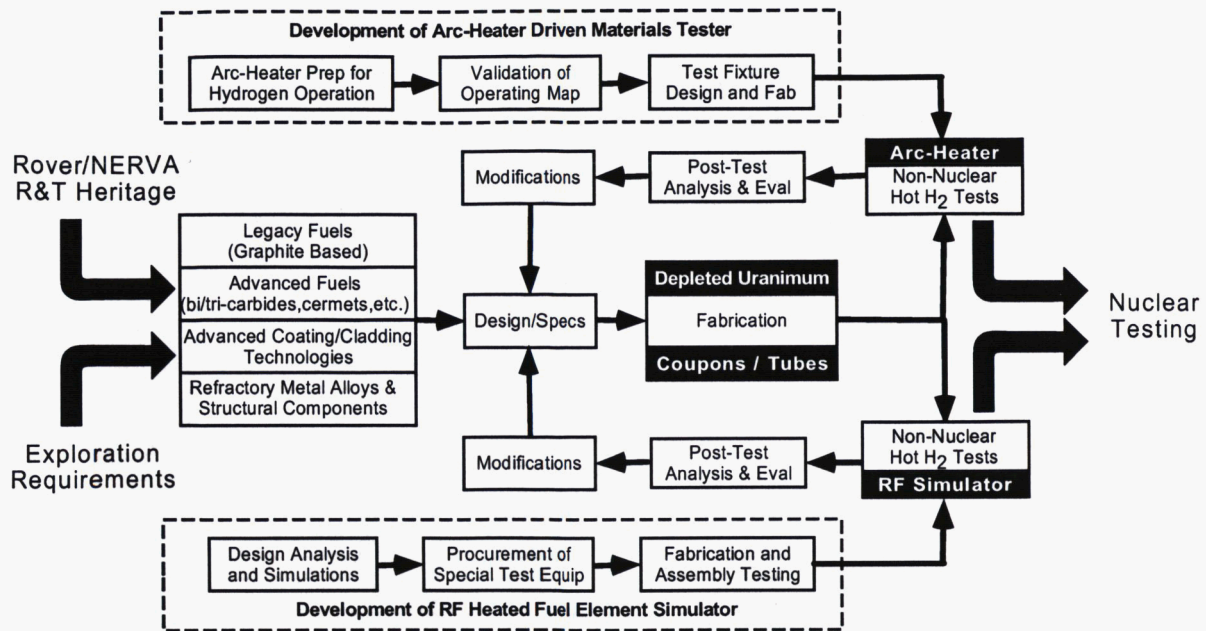 Development of Arc-Heater Driven Materials Tester
Arc-Heater Prep for
Hydrogen Operation
Validation of
Operating Map
Test Fixture
Design and Fab
Rover/NERVA
R&T Heritage
Modifications
Post-Test
Analysis & Eval
Arc-Heater
Non-Nuclear
Hot H2 Tests
Legacy Fuels
(Graphite Based)
Advanced Fuels
(bi/tri-carbides,cermets,etc.)
Advanced Coating/Cladding
Technologies
Refractory Metal Alloys &
Structural Components
Design/Specs
Depleted Uranimum
Fabrication
Coupons / Tubes
Nuclear
Testing
Exploration
Requirements
Modifications
Post-Test
Analysis & Eval
Non-Nuclear
Hot H2 Tests
RF Simulator
Design Analysis
and Simulations
Procurement of
Special Test Equip
Fabrication and
Assembly Testing
Development of RF Heated Fuel Element Simulator